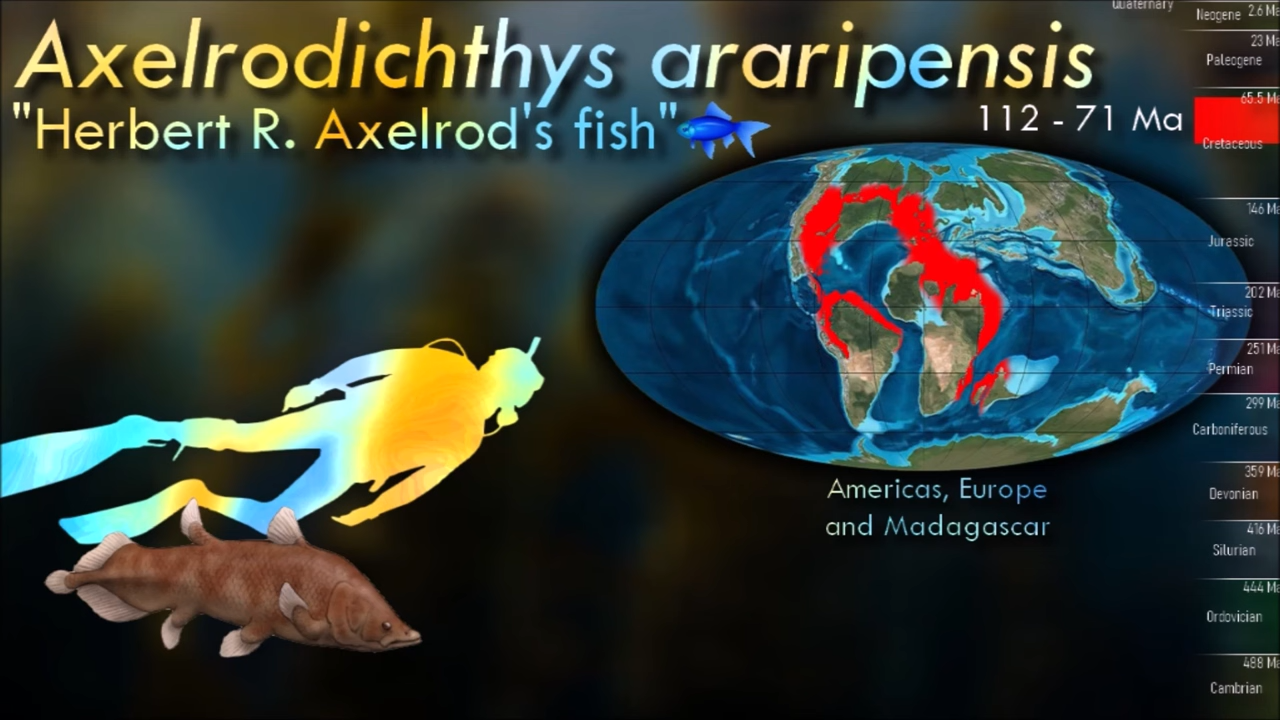 Axelrodichthys araripensis
"Herbert R. Axelrod's fish"
112 - 71 Ma
Americas, Europe
and Madagascar
Quaternary
2.6 Ma
Neogene
23 Ma
Paleogene
65.5 Ma
Cretaceous
146 Ma
Jurassic
202 Ma
Triassic
251 Ma
Permian
299 Ma
Carboniferous
359 Ma
Devonian
416 Ma
Silurian
444 Ma
Ordovician
488 Ma
Cambrian